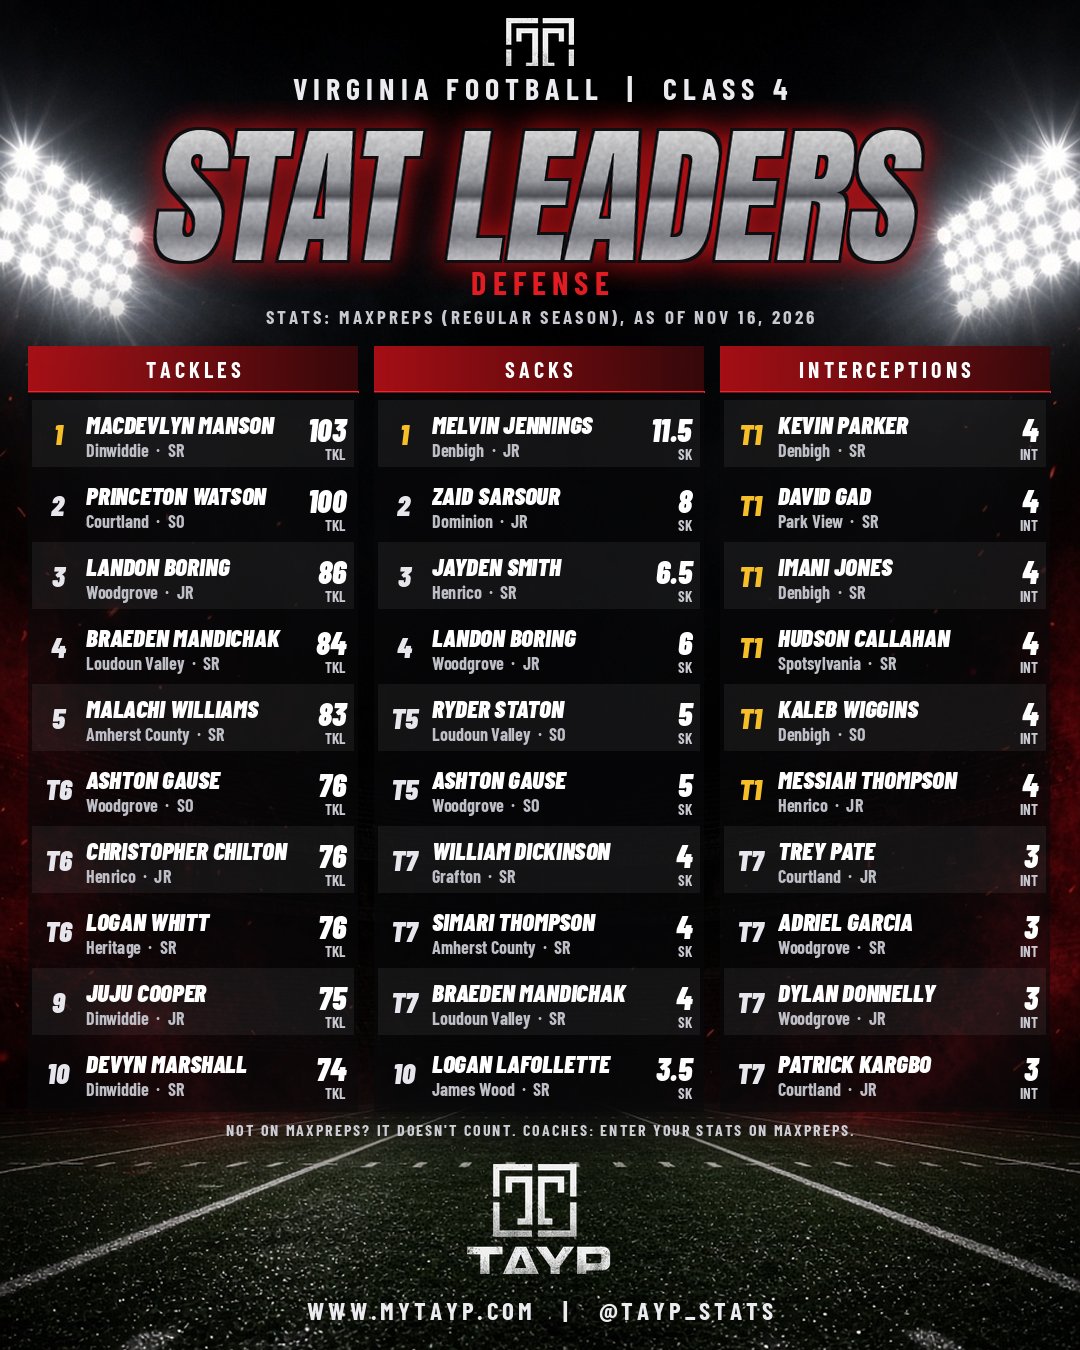 VIRGINIA FOOTBALL | CLASS 4
STAT LEADERS
DEFENSE
STATS: MAXPREPS (REGULAR SEASON), AS OF NOV 16, 2026
TACKLES
1 MACDEVLYN MANSON 103
Dinwiddie · SR TKL
2 PRINCETON WATSON 100
Courtland · SO TKL
3 LANDON BORING 86
Woodgrove · JR TKL
4 BRAEDEN MANDICHAK 84
Loudoun Valley · SR TKL
5 MALACHI WILLIAMS 83
Amherst County · SR TKL
T6 ASHTON GAUSE 76
Woodgrove · SO TKL
T6 CHRISTOPHER CHILTON 76
Henrico · JR TKL
T6 LOGAN WHITT 76
Heritage · SR TKL
9 JUJU COOPER 75
Dinwiddie · JR TKL
10 DEVYN MARSHALL 74
Dinwiddie · SR TKL
SACKS
1 MELVIN JENNINGS 11.5
Denbigh · JR SK
2 ZAID SARSOUR 8
Dominion · JR SK
3 JAYDEN SMITH 6.5
Henrico · SR SK
4 LANDON BORING 6
Woodgrove · JR SK
T5 RYDER STATON 5
Loudoun Valley · SO SK
T5 ASHTON GAUSE 5
Woodgrove · SO SK
T7 WILLIAM DICKINSON 4
Grafton · SR SK
T7 SIMARI THOMPSON 4
Amherst County · SR SK
T7 BRAEDEN MANDICHAK 4
Loudoun Valley · SR SK
10 LOGAN LAFOLLETTE 3.5
James Wood · SR SK
INTERCEPTIONS
T1 KEVIN PARKER 4
Denbigh · SR INT
T1 DAVID GAD 4
Park View · SR INT
T1 IMANI JONES 4
Denbigh · SR INT
T1 HUDSON CALLAHAN 4
Spotsylvania · SR INT
T1 KALEB WIGGINS 4
Denbigh · SO INT
T1 MESSIAH THOMPSON 4
Henrico · JR INT
T7 TREY PATE 3
Courtland · JR INT
T7 ADRIEL GARCIA 3
Woodgrove · SR INT
T7 DYLAN DONNELLY 3
Woodgrove · JR INT
T7 PATRICK KARGBO 3
Courtland · JR INT
NOT ON MAXPREPS? IT DOESN'T COUNT. COACHES: ENTER YOUR STATS ON MAXPREPS.
TAYP
WWW.MYTAYP.COM | @TAYP_STATS